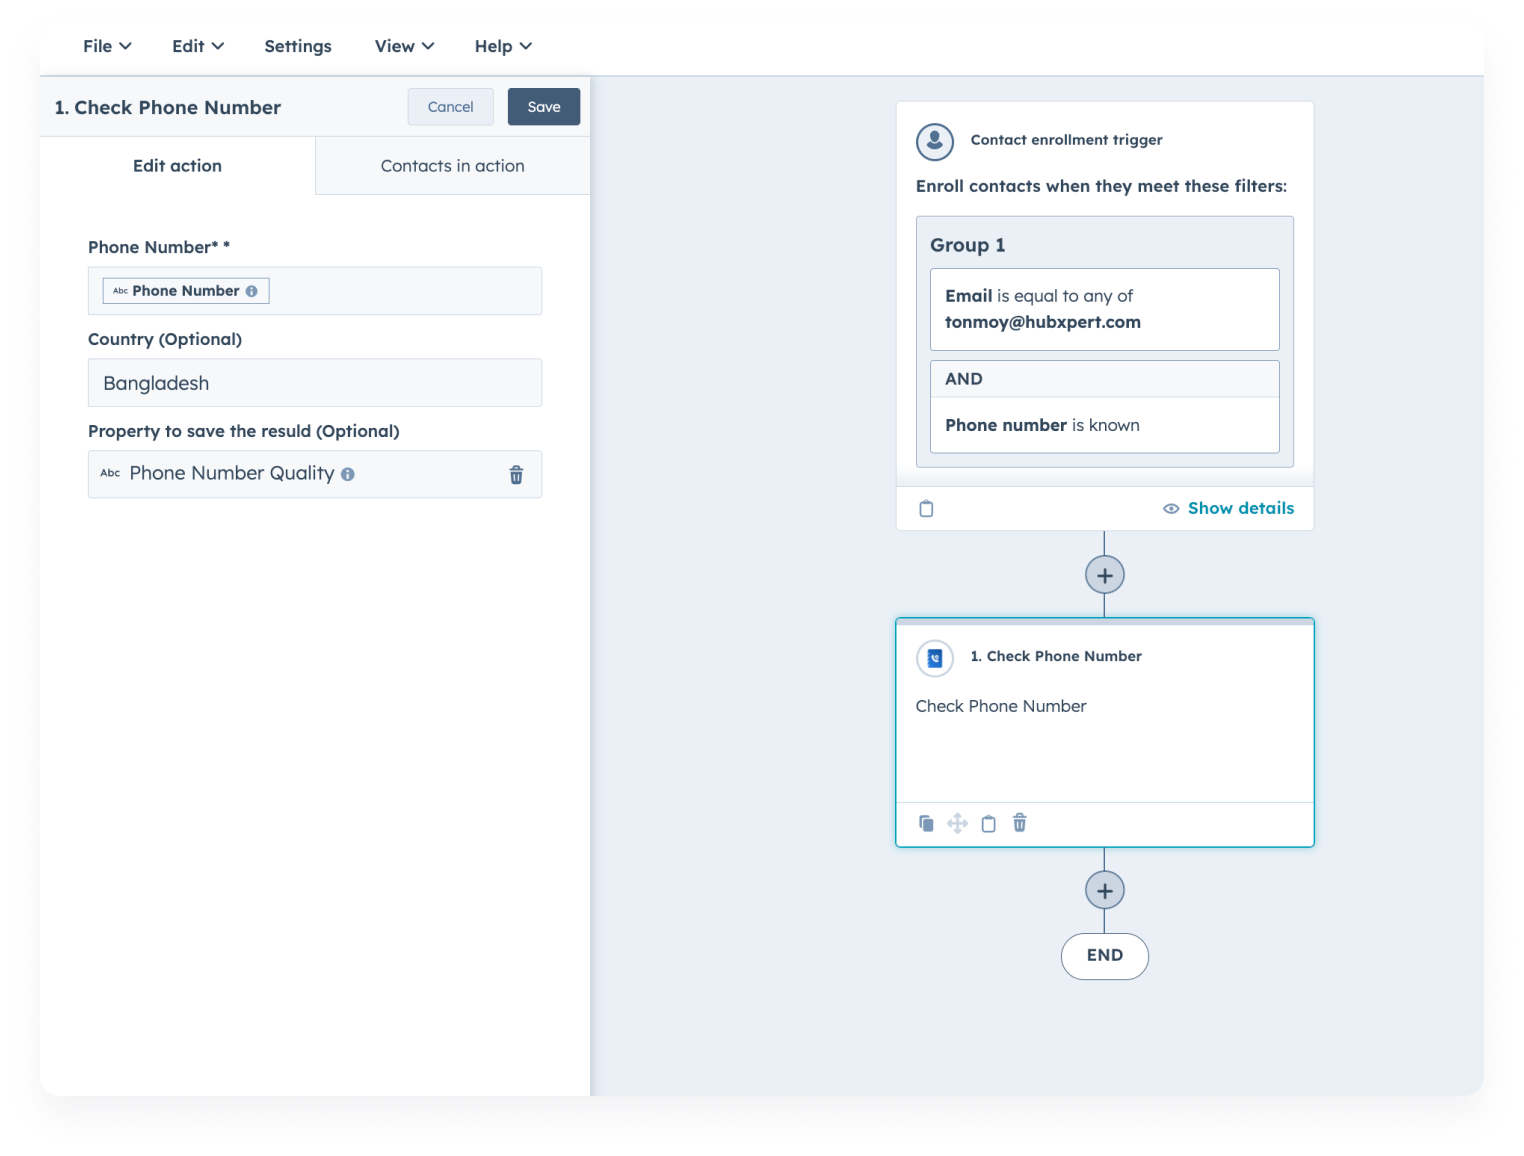 File Edit Settings View Help
1. Check Phone Number Cancel Save
Edit action Contacts in action
Phone Number* *
Abc Phone Number
Country (Optional)
Bangladesh
Property to save the resuld (Optional)
Abc Phone Number Quality
Contact enrollment trigger
Enroll contacts when they meet these filters:
Group 1
Email is equal to any of
tonmoy@hubxpert.com
AND
Phone number is known
Show details
1. Check Phone Number
Check Phone Number
END